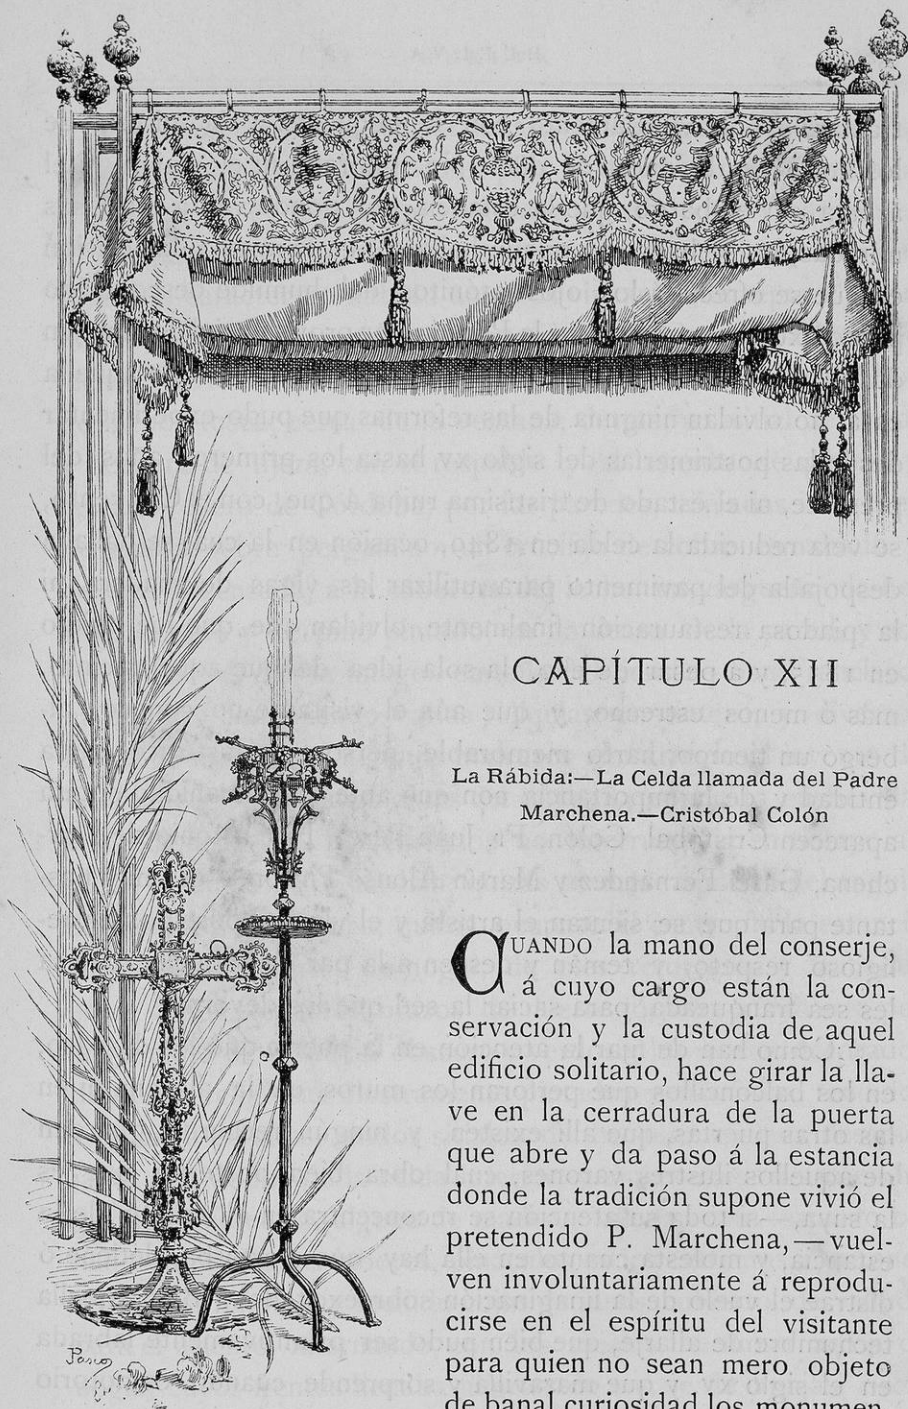 CAPÍTULO XII
La Rábida:—La Celda llamada del Padre
Marchena.—Cristóbal Colón
CUANDO la mano del conserje,
á cuyo cargo están la con-
servación y la custodia de aquel
edificio solitario, hace girar la lla-
ve en la cerradura de la puerta
que abre y da paso á la estancia
donde la tradición supone vivió el
pretendido P. Marchena,—vuel-
ven involuntariamente á reprodu-
cirse en el espíritu del visitante
para quien no sean mero objeto
de banal curiosidad los monumen-